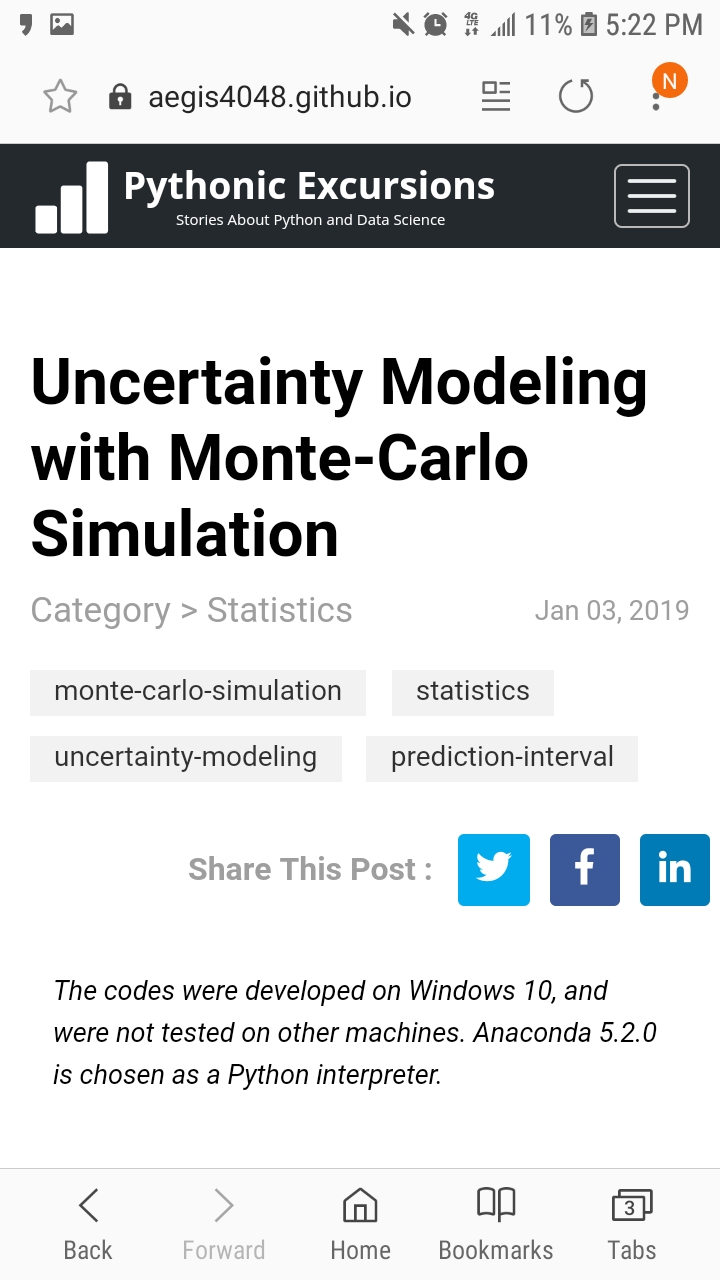 4G LTE 11% 5:22 PM
aegis4048.github.io N
Pythonic Excursions
Stories About Python and Data Science
Uncertainty Modeling
with Monte-Carlo
Simulation
Category > Statistics Jan 03, 2019
monte-carlo-simulation statistics
uncertainty-modeling prediction-interval
Share This Post : f in
The codes were developed on Windows 10, and
were not tested on other machines. Anaconda 5.2.0
is chosen as a Python interpreter.
3
Back Forward Home Bookmarks Tabs